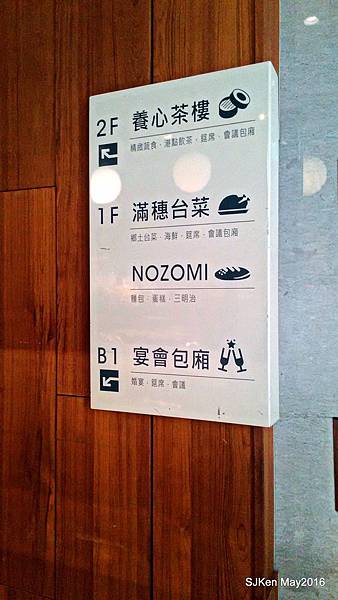 2F 養心茶樓
精緻蔬食．港點飲茶．筵席．會議包廂
1F 滿穗台菜
鄉土台菜．海鮮．筵席．會議包廂
NOZOMI
麵包．蛋糕．三明治
B1 宴會包廂
婚宴．筵席．會議
SJKen May2016